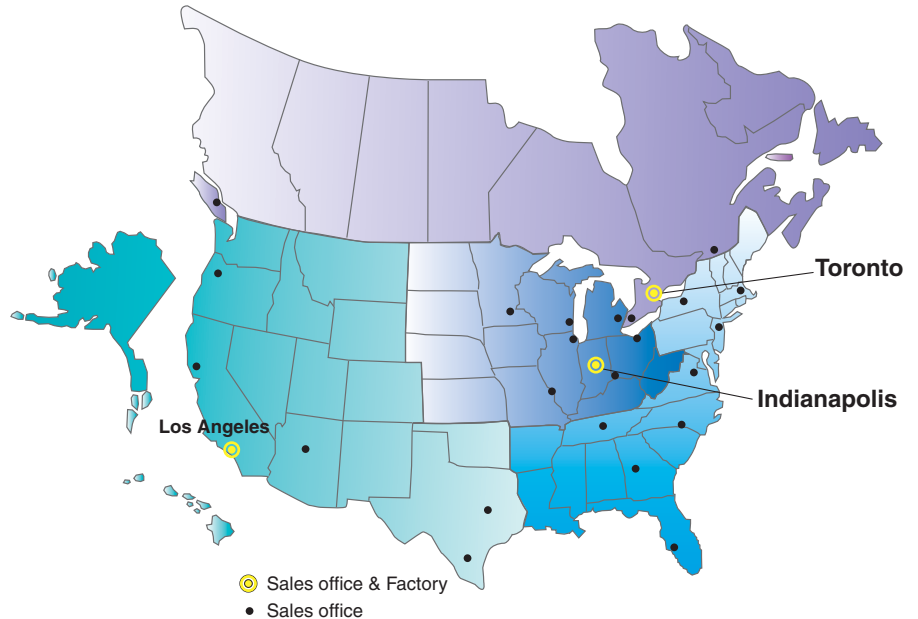 Toronto
Indianapolis
Los Angeles
Sales office & Factory
Sales office